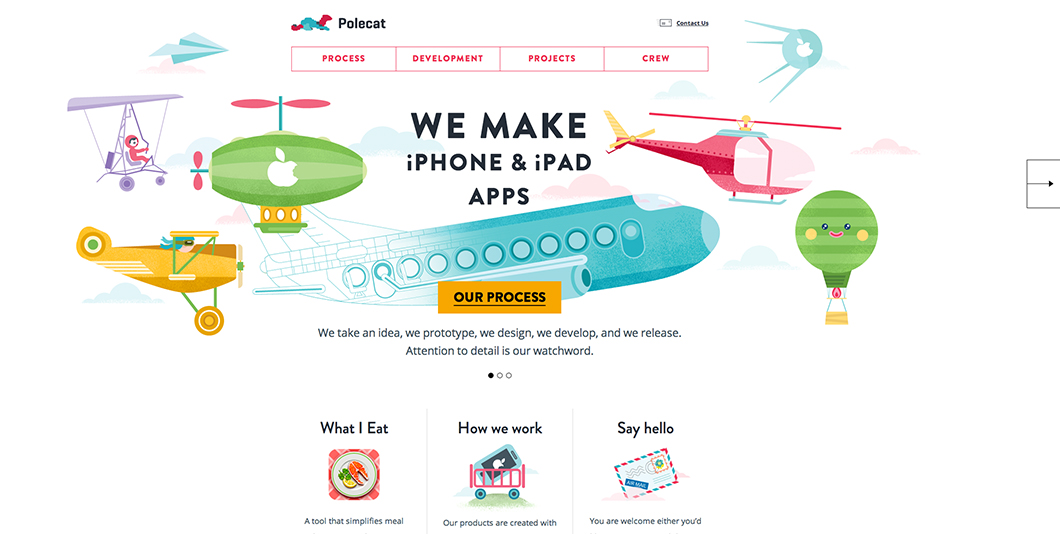 Polecat
Contact Us
PROCESS
DEVELOPMENT
PROJECTS
CREW
WE MAKE
iPHONE & iPAD
APPS
OUR PROCESS
We take an idea, we prototype, we design, we develop, and we release.
Attention to detail is our watchword.
What I Eat
How we work
Say hello
AIR MAIL
A tool that simplifies meal
Our products are created with
You are welcome either you'd